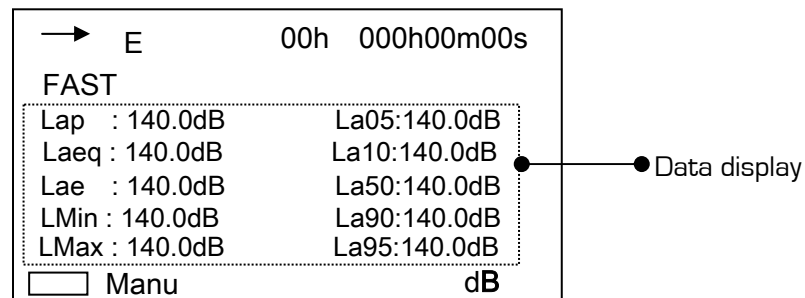 → E 00h 000h00m00s
FAST
Lap : 140.0dB La05:140.0dB
Laeq : 140.0dB La10:140.0dB
Lae : 140.0dB La50:140.0dB
LMin : 140.0dB La90:140.0dB
LMax : 140.0dB La95:140.0dB
Manu dB
Data display